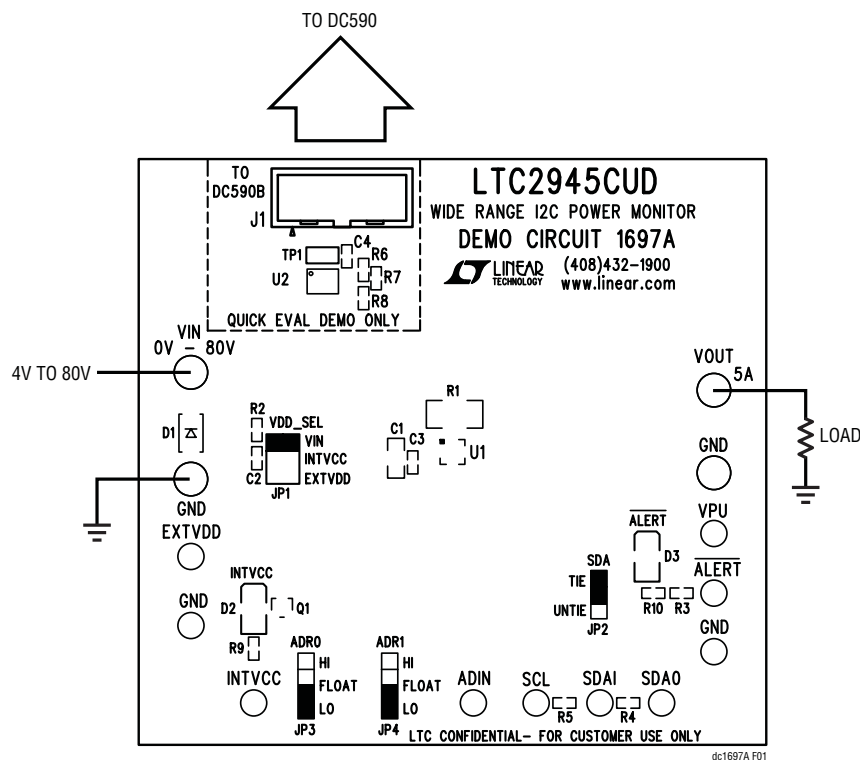 TO DC590
TO
DC590B
J1
LTC2945CUD
WIDE RANGE I2C POWER MONITOR
DEMO CIRCUIT 1697A
LINEAR
TECHNOLOGY
(408)432-1900
www.linear.com
TP1
C4
R6
U2
R7
R8
QUICK EVAL DEMO ONLY
VIN
0V - 80V
4V TO 80V
VOUT
5A
LOAD
D1
R2
VDD_SEL
VIN
INTVCC
EXTVDD
C2
JP1
C1
C3
R1
U1
GND
GND
EXTVDD
VPU
ALERT
D3
ALERT
SDA
TIE
UNTIE
JP2
R10
R3
GND
INTVCC
D2
Q1
R9
GND
INTVCC
ADR0
HI
FLOAT
LO
JP3
ADR1
HI
FLOAT
LO
JP4
ADIN
SCL
SDAI
SDAO
R5
R4
LTC CONFIDENTIAL- FOR CUSTOMER USE ONLY
dc1697A F01